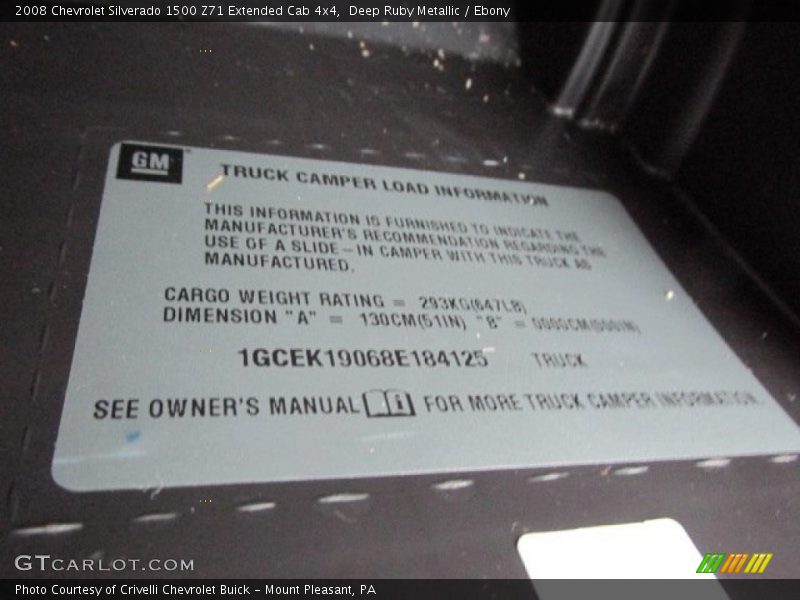 2008 Chevrolet Silverado 1500 Z71 Extended Cab 4x4, Deep Ruby Metallic / Ebony
GM
TRUCK CAMPER LOAD INFORMATION
THIS INFORMATION IS FURNISHED TO INDICATE THE
MANUFACTURER'S RECOMMENDATION REGARDING THE
USE OF A SLIDE-IN CAMPER WITH THIS TRUCK AS
MANUFACTURED.
CARGO WEIGHT RATING = 293KG(647LB)
DIMENSION "A" = 130CM(51IN) "B" = 0000CM(000IN)
1GCEK19068E184125 TRUCK
SEE OWNER'S MANUAL i FOR MORE TRUCK CAMPER INFORMATION.
GTCARLOT.COM
Photo Courtesy of Crivelli Chevrolet Buick - Mount Pleasant, PA